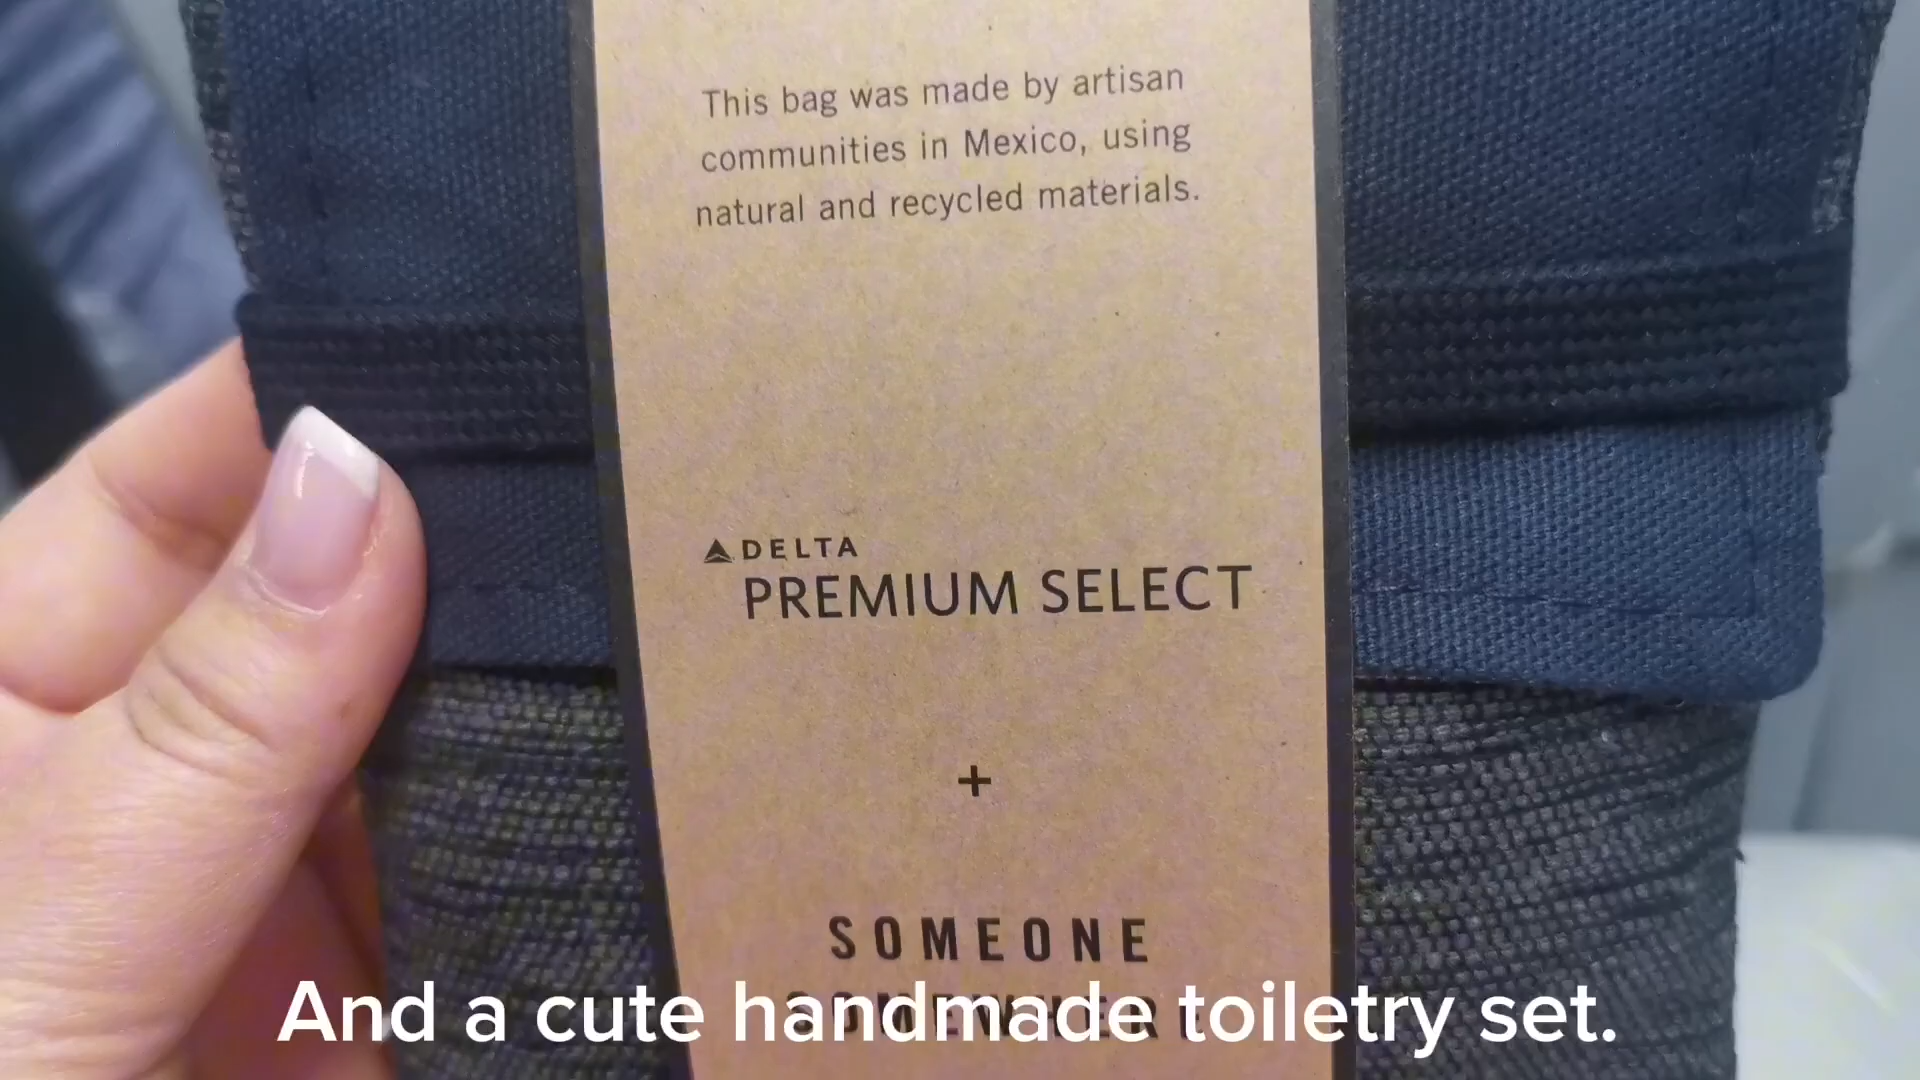 This bag was made by artisan
communities in Mexico, using
natural and recycled materials.
DELTA
PREMIUM SELECT
+
SOMEONE
And a cute handmade toiletry set.